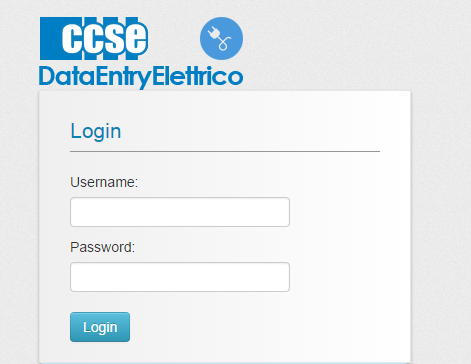 ccse
DataEntryElettrico
Login
Username:
Password:
Login